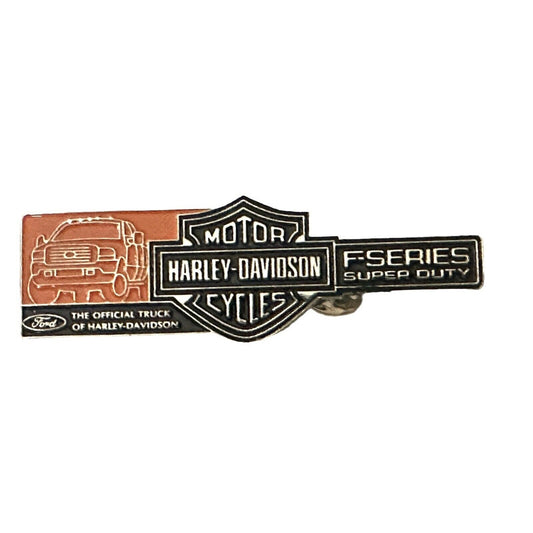 MOTOR
HARLEY-DAVIDSON
CYCLES
F-SERIES
SUPER DUTY
Ford
THE OFFICIAL TRUCK
OF HARLEY-DAVIDSON